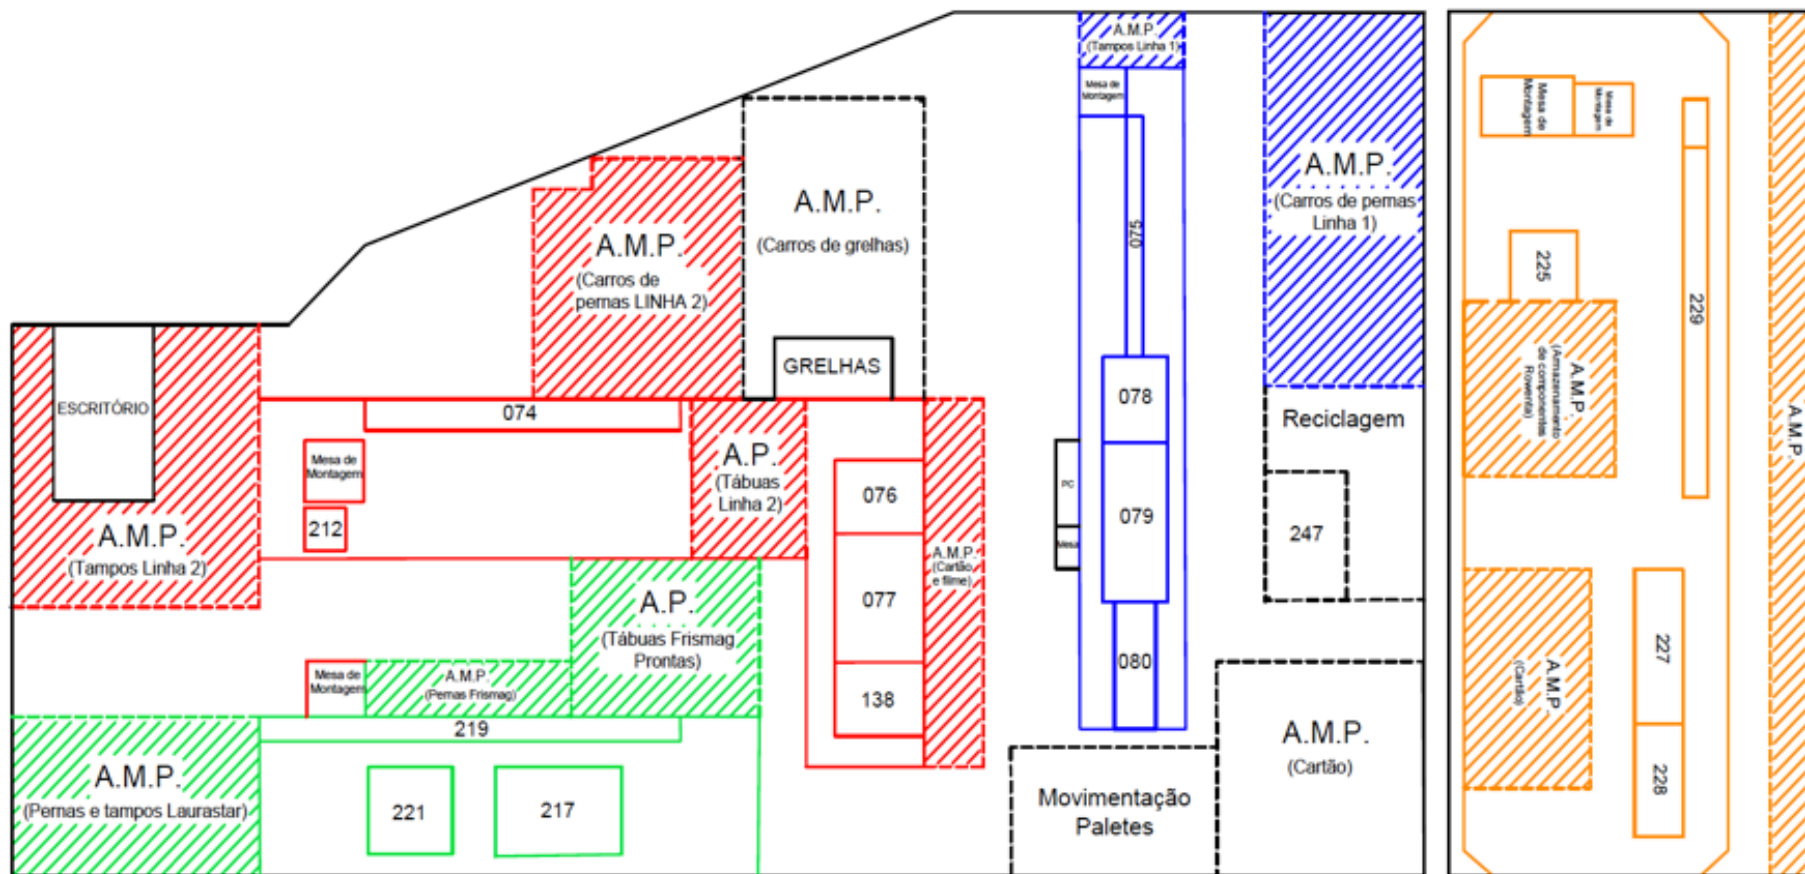 A.M.P.
(Tampos Linha 1)
Mesa de
Montagem
075
078
079
080
PC
Mesa
A.M.P.
(Carros de pernas
Linha 1)
Reciclagem
247
A.M.P.
(Cartão)
Movimentação
Paletes
A.M.P.
(Carros de grelhas)
GRELHAS
A.M.P.
(Carros de
pernas LINHA 2)
ESCRITÓRIO
A.M.P.
(Tampos Linha 2)
074
Mesa de
Montagem
212
A.P.
(Tábuas
Linha 2)
076
077
138
A.M.P.
(Cartão
e filme)
A.P.
(Tábuas Frismag
Prontas)
Mesa de
Montagem
A.M.P.
(Pernas Frismag)
219
A.M.P.
(Pernas e tampos Laurastar)
221
217
Mesa de
Montagem
Mesa de
Montagem
225
229
A.M.P.
(Armazenamento
de componentes
Rowenta)
A.M.P.
A.M.P.
(Cartão)
227
228